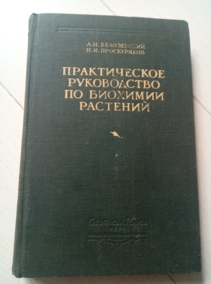 А.Н. БЕЛОЗЕРСКИЙ
Н.И. ПРОСКУРЯКОВ
ПРАКТИЧЕСКОЕ
РУКОВОДСТВО
ПО БИОХИМИИ
РАСТЕНИЙ